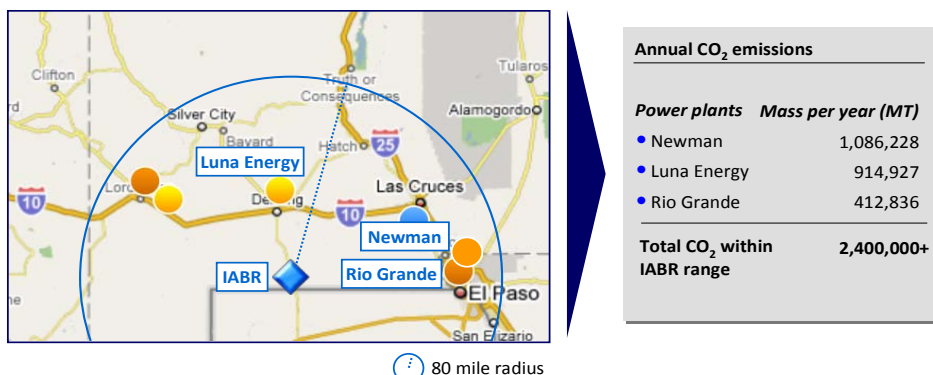 Clifton
Truth or
Consequences
Tularos
Silver City
Alamogordo
Bayard
Hatch
25
Luna Energy
Las Cruces
10
10
Newman
IABR
Rio Grande
El Paso
San Elizario
80 mile radius
Annual CO₂ emissions
Power plants Mass per year (MT)
• Newman 1,086,228
• Luna Energy 914,927
• Rio Grande 412,836
Total CO₂ within 2,400,000+
IABR range